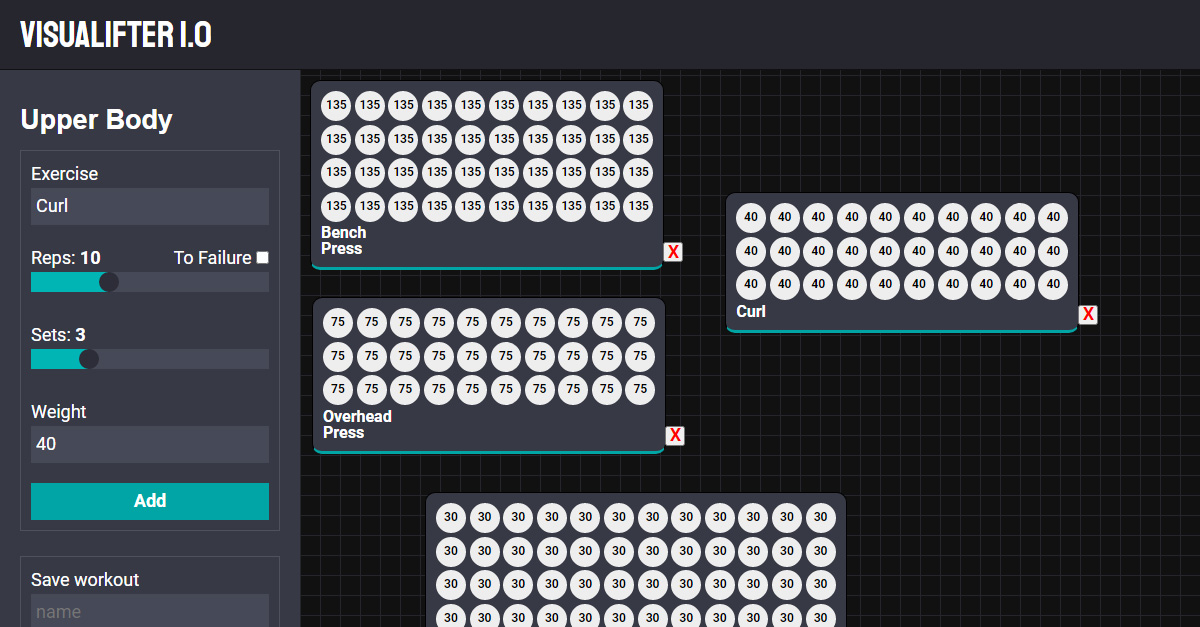 VISUALIFTER 1.0
Upper Body
Exercise
Curl
Reps: 10 To Failure
Sets: 3
Weight
40
Add
Save workout
name
135 135 135 135 135 135 135 135 135 135
135 135 135 135 135 135 135 135 135 135
135 135 135 135 135 135 135 135 135 135
135 135 135 135 135 135 135 135 135 135
Bench
Press
X
75 75 75 75 75 75 75 75 75 75
75 75 75 75 75 75 75 75 75 75
75 75 75 75 75 75 75 75 75 75
Overhead
Press
X
40 40 40 40 40 40 40 40 40 40
40 40 40 40 40 40 40 40 40 40
40 40 40 40 40 40 40 40 40 40
Curl
X
30 30 30 30 30 30 30 30 30 30 30 30
30 30 30 30 30 30 30 30 30 30 30 30
30 30 30 30 30 30 30 30 30 30 30 30
30 30 30 30 30 30 30 30 30 30 30 30